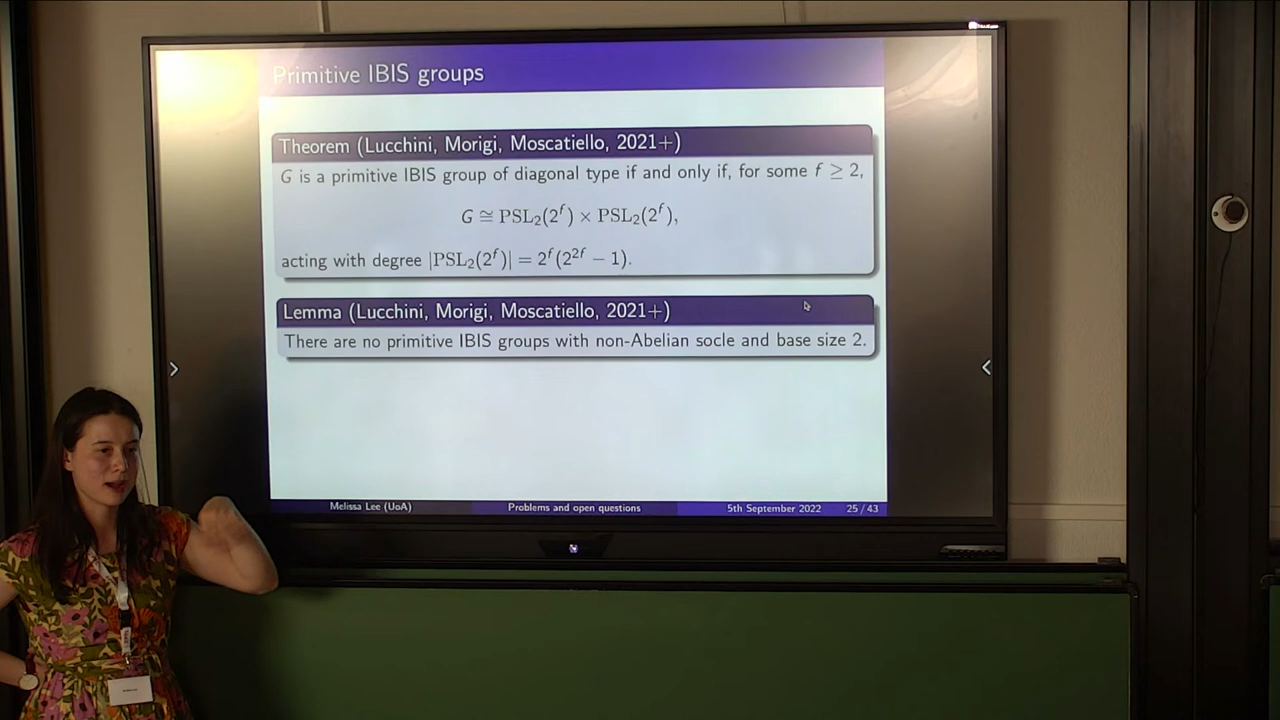 Primitive IBIS groups
Theorem (Lucchini, Morigi, Moscatiello, 2021+)
G is a primitive IBIS group of diagonal type if and only if, for some f ≥ 2,
G ≅ PSL₂(2^f) × PSL₂(2^f),
acting with degree |PSL₂(2^f)| = 2^f(2^{2f} − 1).
Lemma (Lucchini, Morigi, Moscatiello, 2021+)
There are no primitive IBIS groups with non-Abelian socle and base size 2.
Melissa Lee (UoA) Problems and open questions 5th September 2022 25 / 43